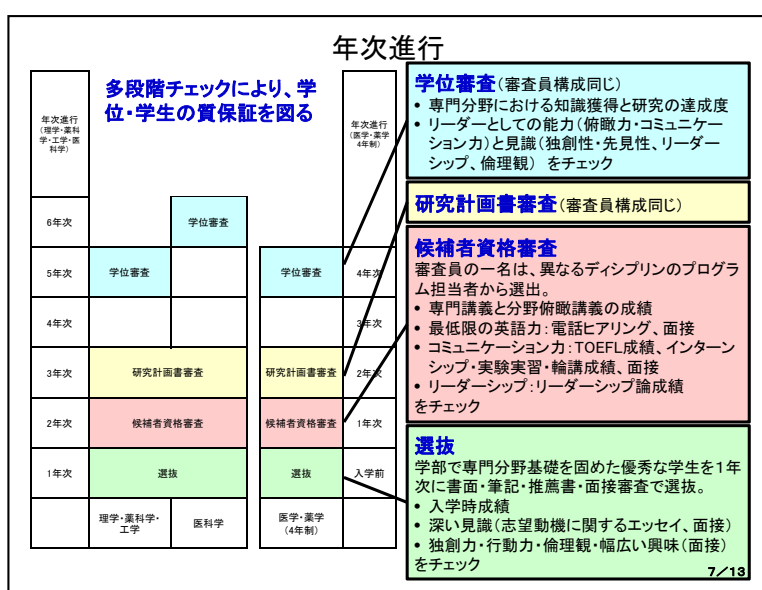 年次進行
年次進行
(理学・薬科
学・工学・医
科学)
多段階チェックにより、学
位・学生の質保証を図る
年次進行
(医学・薬学
4年制)
6年次
学位審査
5年次
学位審査
学位審査
4年次
4年次
3年次
3年次
研究計画書審査
研究計画書審査
2年次
2年次
候補者資格審査
候補者資格審査
1年次
1年次
選抜
選抜
入学前
理学・薬科学・
工学
医科学
医学・薬学
(4年制)
学位審査(審査員構成同じ)
• 専門分野における知識獲得と研究の達成度
• リーダーとしての能力(俯瞰力・コミュニケー
ション力)と見識(独創性・先見性、リーダー
シップ、倫理観) をチェック
研究計画書審査(審査員構成同じ)
候補者資格審査
審査員の一名は、異なるディシプリンのプログラ
ム担当者から選出。
• 専門講義と分野俯瞰講義の成績
• 最低限の英語力:電話ヒアリング、面接
• コミュニケーション力:TOEFL成績、インターン
シップ・実験実習・輪講成績、面接
• リーダーシップ:リーダーシップ論成績
をチェック
選抜
学部で専門分野基礎を固めた優秀な学生を1年
次に書面・筆記・推薦書・面接審査で選抜。
• 入学時成績
• 深い見識(志望動機に関するエッセイ、面接)
• 独創力・行動力・倫理観・幅広い興味(面接)
をチェック
7/13